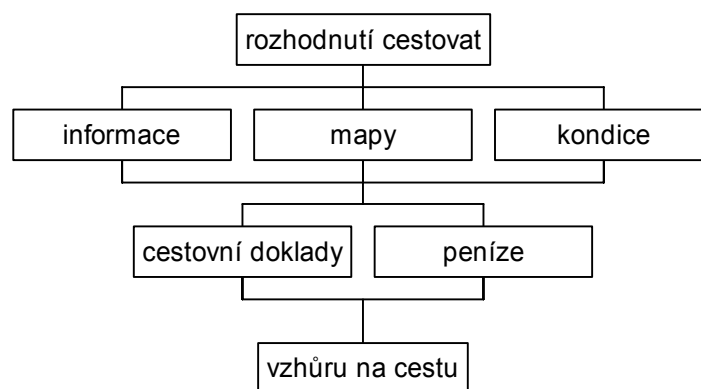 rozhodnutí cestovat
informace
mapy
kondice
cestovní doklady
peníze
vzhůru na cestu